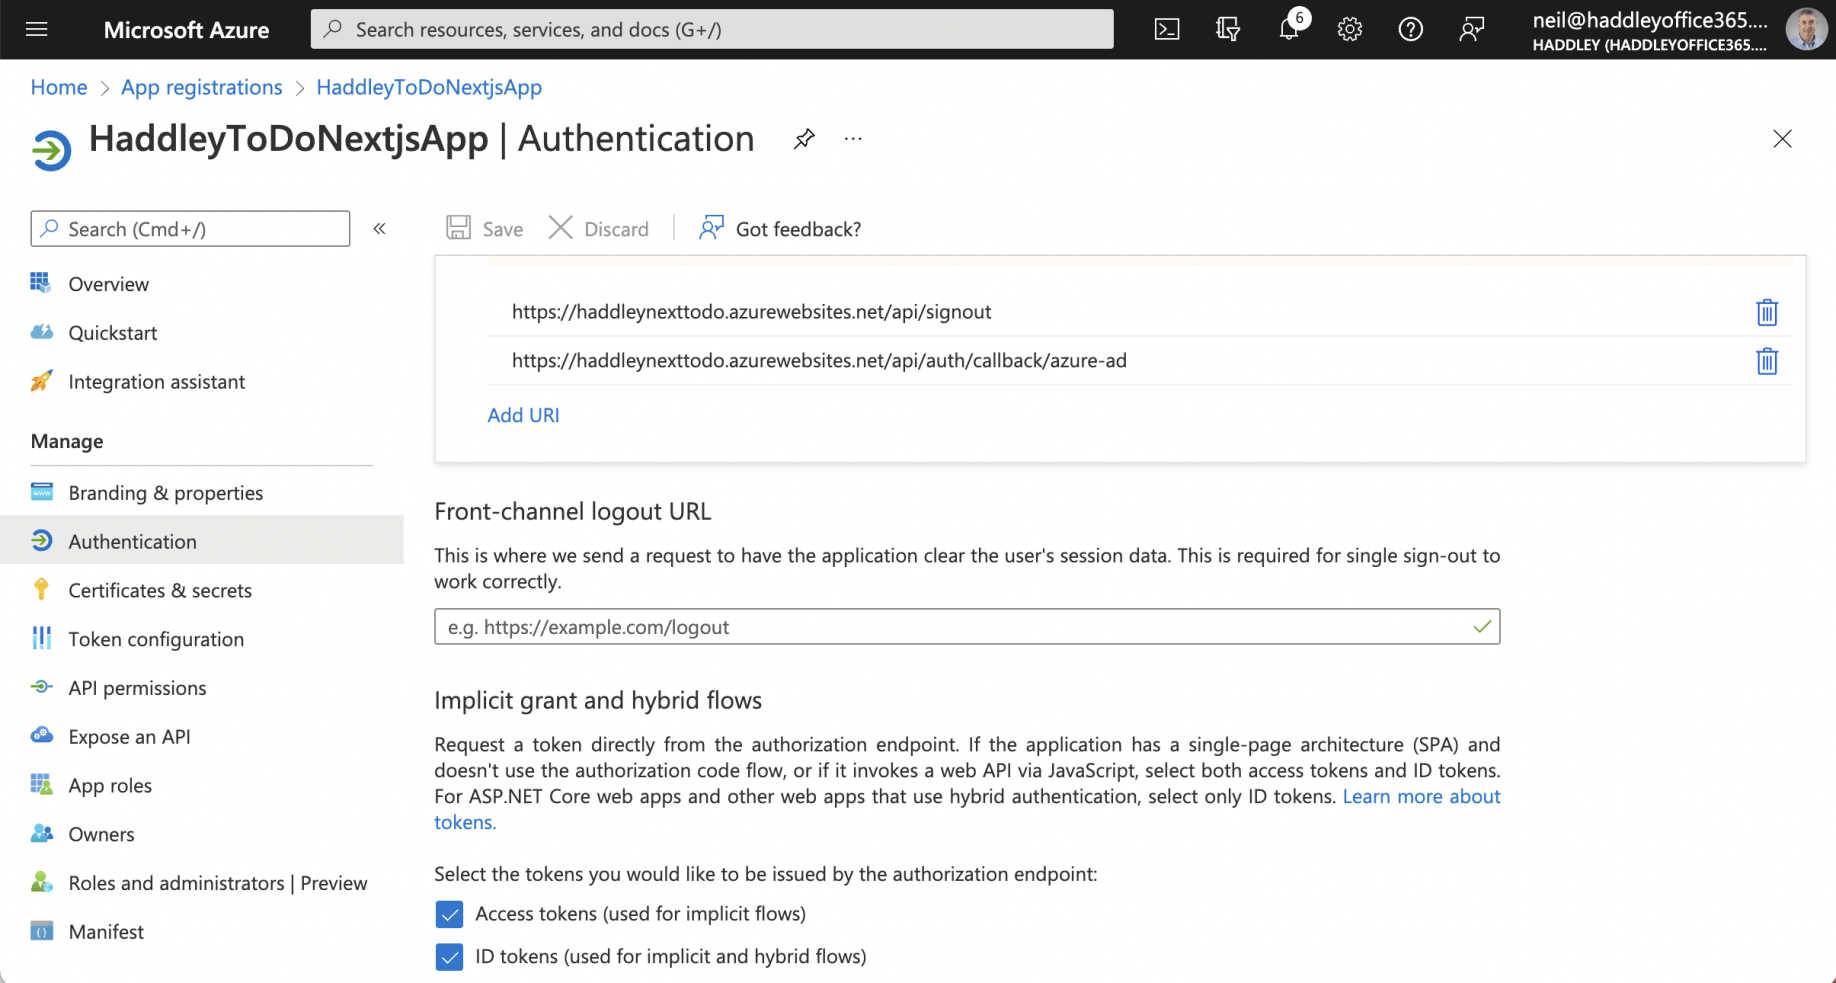 Microsoft Azure
Search resources, services, and docs (G+/)
6
neil@haddleyoffice365....
HADDLEY (HADDLEYOFFICE365....
Home > App registrations > HaddleyToDoNextjsApp
HaddleyToDoNextjsApp | Authentication
...
Search (Cmd+/)
«
Save
Discard
Got feedback?
Overview
Quickstart
Integration assistant
Manage
Branding & properties
Authentication
Certificates & secrets
Token configuration
API permissions
Expose an API
App roles
Owners
Roles and administrators | Preview
Manifest
https://haddleynexttodo.azurewebsites.net/api/signout
https://haddleynexttodo.azurewebsites.net/api/auth/callback/azure-ad
Add URI
Front-channel logout URL
This is where we send a request to have the application clear the user's session data. This is required for single sign-out to
work correctly.
e.g. https://example.com/logout
Implicit grant and hybrid flows
Request a token directly from the authorization endpoint. If the application has a single-page architecture (SPA) and
doesn't use the authorization code flow, or if it invokes a web API via JavaScript, select both access tokens and ID tokens.
For ASP.NET Core web apps and other web apps that use hybrid authentication, select only ID tokens. Learn more about
tokens.
Select the tokens you would like to be issued by the authorization endpoint:
Access tokens (used for implicit flows)
ID tokens (used for implicit and hybrid flows)